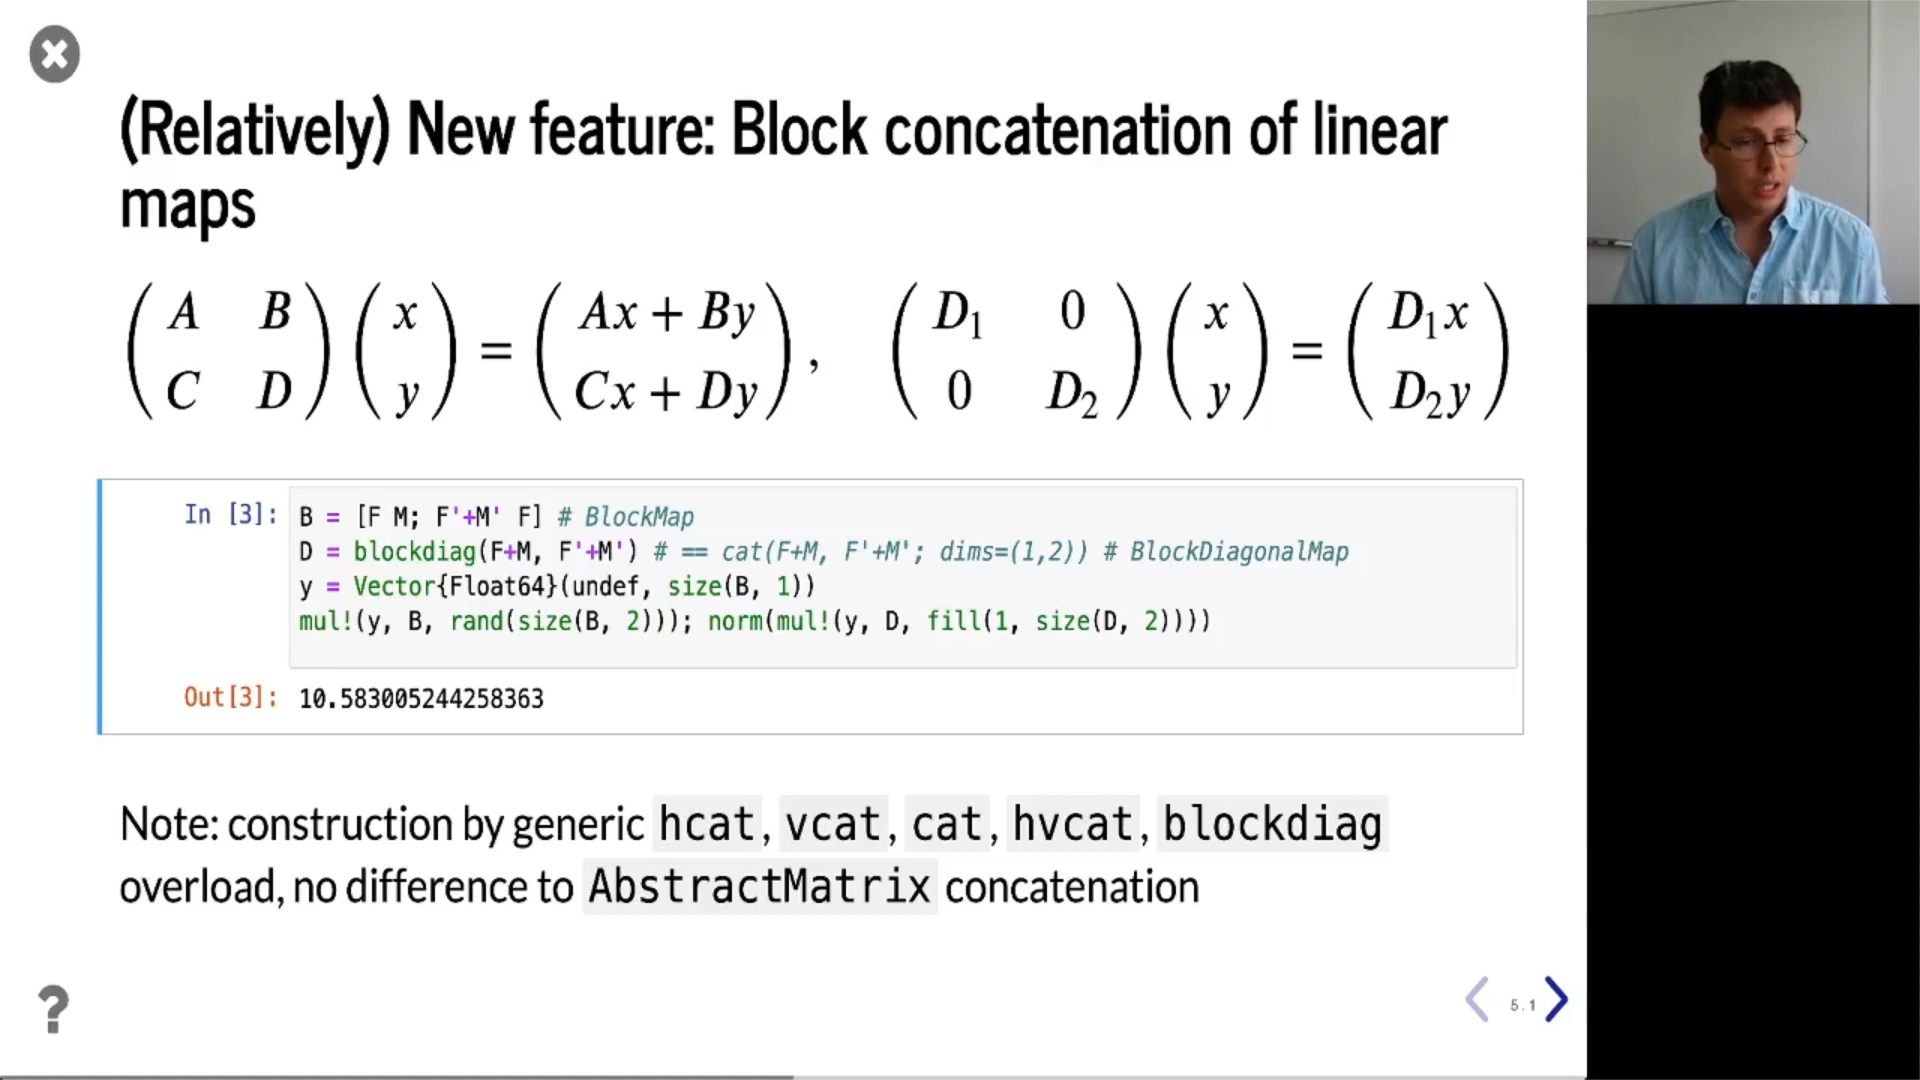 (Relatively) New feature: Block concatenation of linear
maps
( A B ) ( x ) = ( Ax + By ) , ( D₁ 0 ) ( x ) = ( D₁x )
( C D ) ( y ) ( Cx + Dy ) ( 0 D₂ ) ( y ) ( D₂y )
In [3]: B = [F M; F'+M' F] # BlockMap
D = blockdiag(F+M, F'+M') # == cat(F+M, F'+M'; dims=(1,2)) # BlockDiagonalMap
y = Vector{Float64}(undef, size(B, 1))
mul!(y, B, rand(size(B, 2))); norm(mul!(y, D, fill(1, size(D, 2))))
Out[3]: 10.583005244258363
Note: construction by generic hcat, vcat, cat, hvcat, blockdiag
overload, no difference to AbstractMatrix concatenation
?
5.1